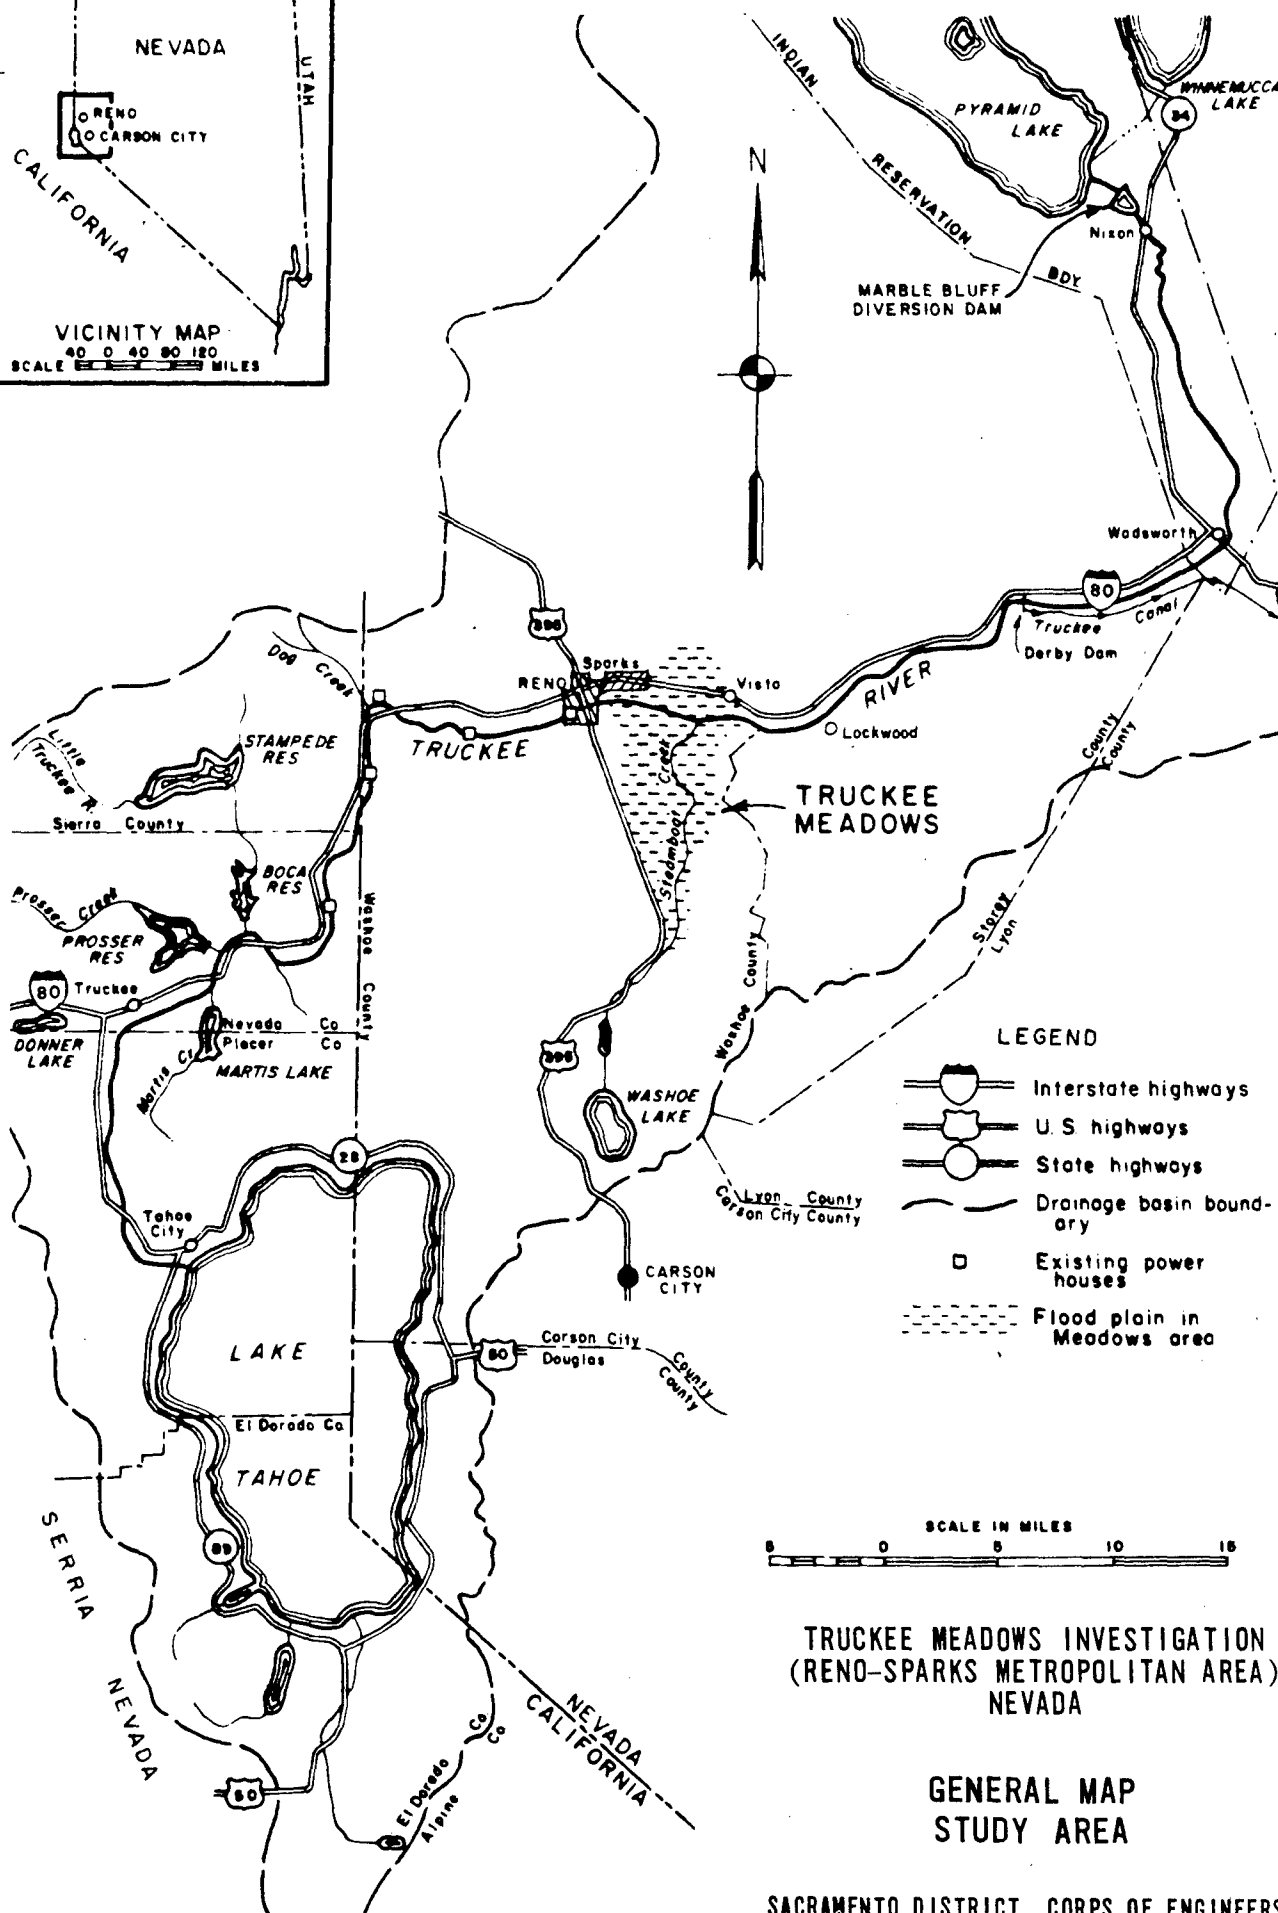 NEVADA
UTAH
RENO
CARSON CITY
CALIFORNIA
VICINITY MAP
40 0 40 80 120
SCALE MILES
INDIAN
RESERVATION
BDY.
PYRAMID
LAKE
WINNEMUCCA
LAKE
34
N
Nixon
MARBLE BLUFF
DIVERSION DAM
Wadsworth
80
Truckee
Canal
Derby Dam
395
Sparks
RENO
Vista
RIVER
Lockwood
TRUCKEE
Dog Creek
Little
Truckee R.
STAMPEDE
RES
Sierra County
BOCA
RES
Prosser Creek
PROSSER
RES
80
Truckee
DONNER
LAKE
Nevada Co
Placer Co
Martis Cr
MARTIS LAKE
Washoe County
Steamboat Creek
TRUCKEE
MEADOWS
County
County
Storey
Lyon
Washoe County
395
WASHOE
LAKE
Lyon County
Carson City County
28
Tahoe
City
CARSON
CITY
LAKE
TAHOE
50
Carson City
Douglas
County
County
El Dorado Co
89
SERRIA
NEVADA
NEVADA
CALIFORNIA
50
El Dorado Co
Alpine Co
LEGEND
Interstate highways
U.S. highways
State highways
Drainage basin bound-
ary
Existing power
houses
Flood plain in
Meadows area
SCALE IN MILES
5 0 5 10 15
TRUCKEE MEADOWS INVESTIGATION
(RENO-SPARKS METROPOLITAN AREA)
NEVADA
GENERAL MAP
STUDY AREA
SACRAMENTO DISTRICT, CORPS OF ENGINEERS